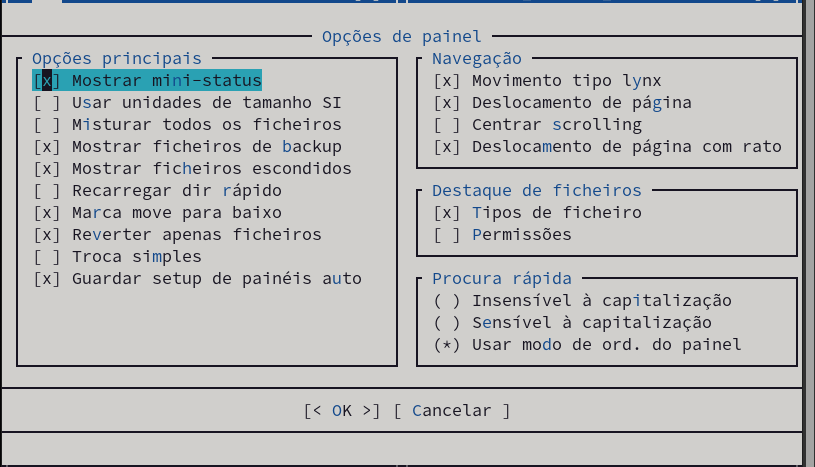 Opções de painel
Opções principais
[x] Mostrar mini-status
[ ] Usar unidades de tamanho SI
[ ] Misturar todos os ficheiros
[x] Mostrar ficheiros de backup
[x] Mostrar ficheiros escondidos
[ ] Recarregar dir rápido
[x] Marca move para baixo
[x] Reverter apenas ficheiros
[ ] Troca simples
[x] Guardar setup de painéis auto
Navegação
[x] Movimento tipo lynx
[x] Deslocamento de página
[ ] Centrar scrolling
[x] Deslocamento de página com rato
Destaque de ficheiros
[x] Tipos de ficheiro
[ ] Permissões
Procura rápida
( ) Insensível à capitalização
( ) Sensível à capitalização
(*) Usar modo de ord. do painel
[< OK >] [ Cancelar ]